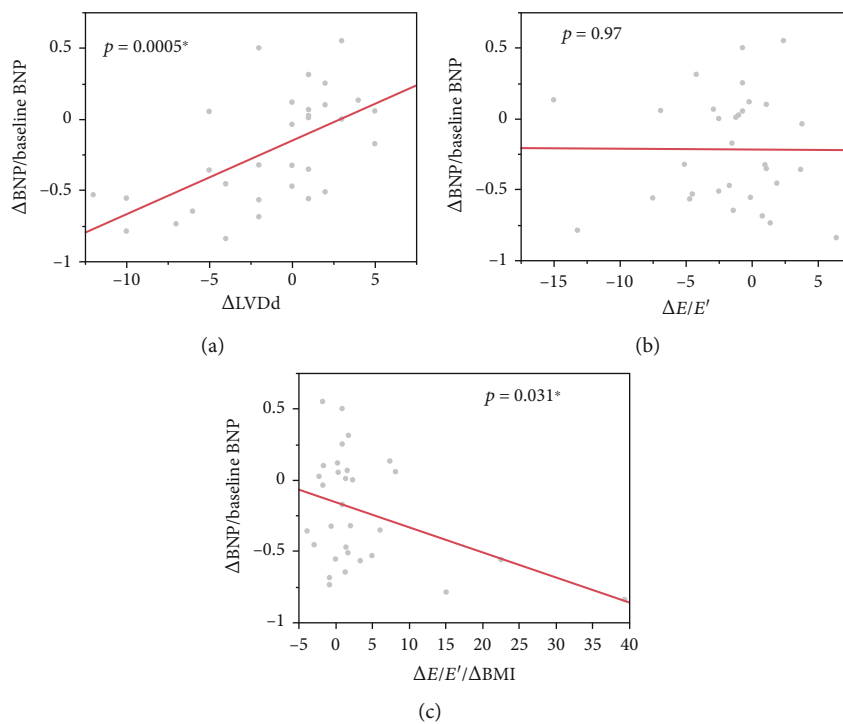 p = 0.0005*
ΔBNP/baseline BNP
0.5
0
−0.5
−1
−10
−5
0
5
ΔLVDd
(a)
p = 0.97
ΔBNP/baseline BNP
0.5
0
−0.5
−1
−15
−10
−5
0
5
ΔE/E′
(b)
p = 0.031*
ΔBNP/baseline BNP
0.5
0
−0.5
−1
−5
0
5
10
15
20
25
30
35
40
ΔE/E′/ΔBMI
(c)